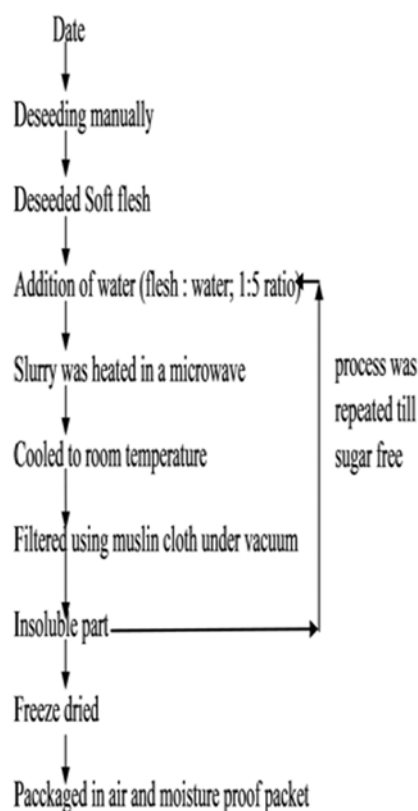 Date
Deseeding manually
Deseeded Soft flesh
Addition of water (flesh : water; 1:5 ratio)
Slurry was heated in a microwave
process was
repeated till
sugar free
Cooled to room temperature
Filtered using muslin cloth under vacuum
Insoluble part
Freeze dried
Pacckaged in air and moisture proof packet